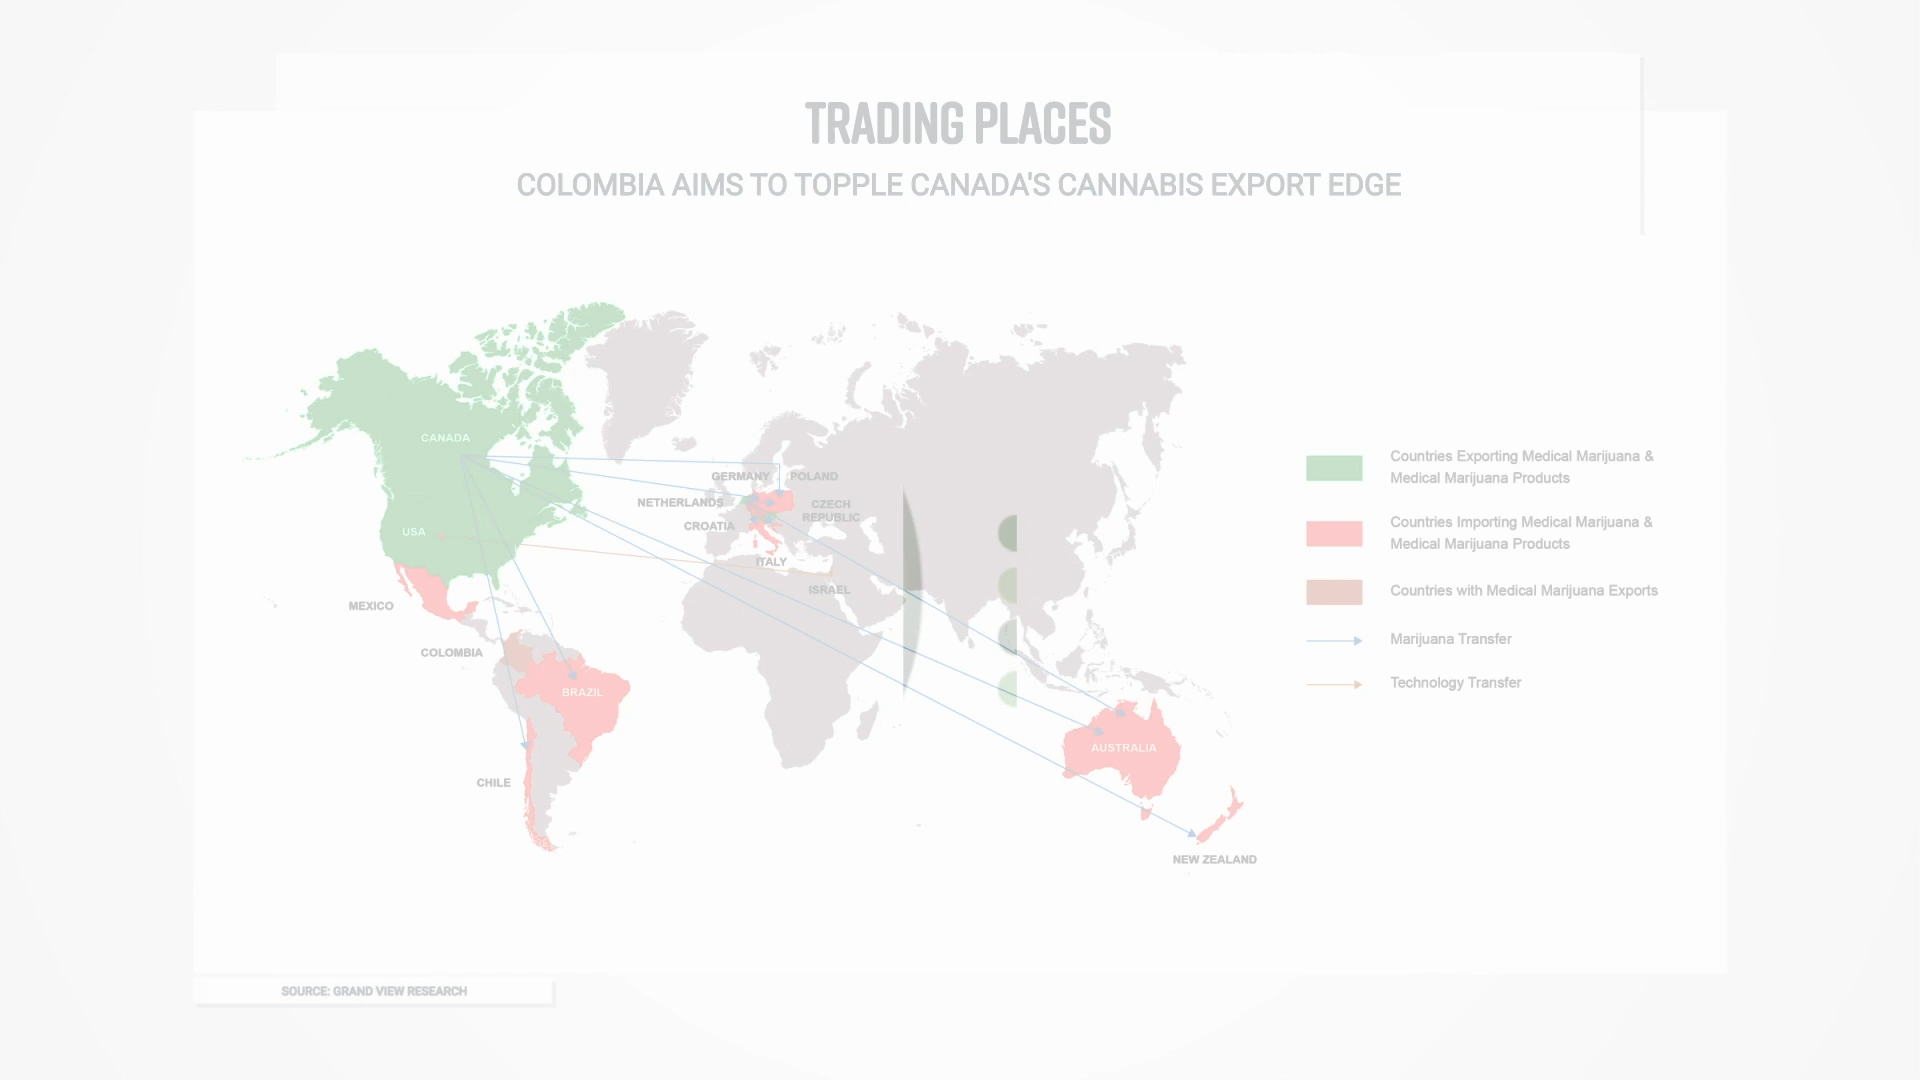 TRADING PLACES
COLOMBIA AIMS TO TOPPLE CANADA'S CANNABIS EXPORT EDGE
CANADA
USA
MEXICO
COLOMBIA
BRAZIL
CHILE
GERMANY
POLAND
NETHERLANDS
CZECH
REPUBLIC
CROATIA
ITALY
ISRAEL
AUSTRALIA
NEW ZEALAND
Countries Exporting Medical Marijuana &
Medical Marijuana Products
Countries Importing Medical Marijuana &
Medical Marijuana Products
Countries with Medical Marijuana Exports
Marijuana Transfer
Technology Transfer
SOURCE: GRAND VIEW RESEARCH